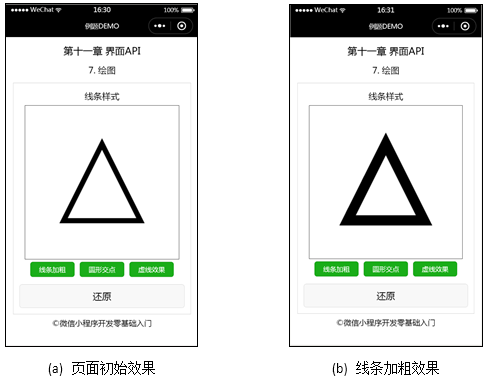 ●●●●● WeChat 16:30 100%
例题DEMO
第十一章 界面API
7. 绘图
线条样式
线条加粗 圆形交点 虚线效果
还原
©微信小程序开发零基础入门
(a) 页面初始效果
●●●●● WeChat 16:31 100%
例题DEMO
第十一章 界面API
7. 绘图
线条样式
线条加粗 圆形交点 虚线效果
还原
©微信小程序开发零基础入门
(b) 线条加粗效果